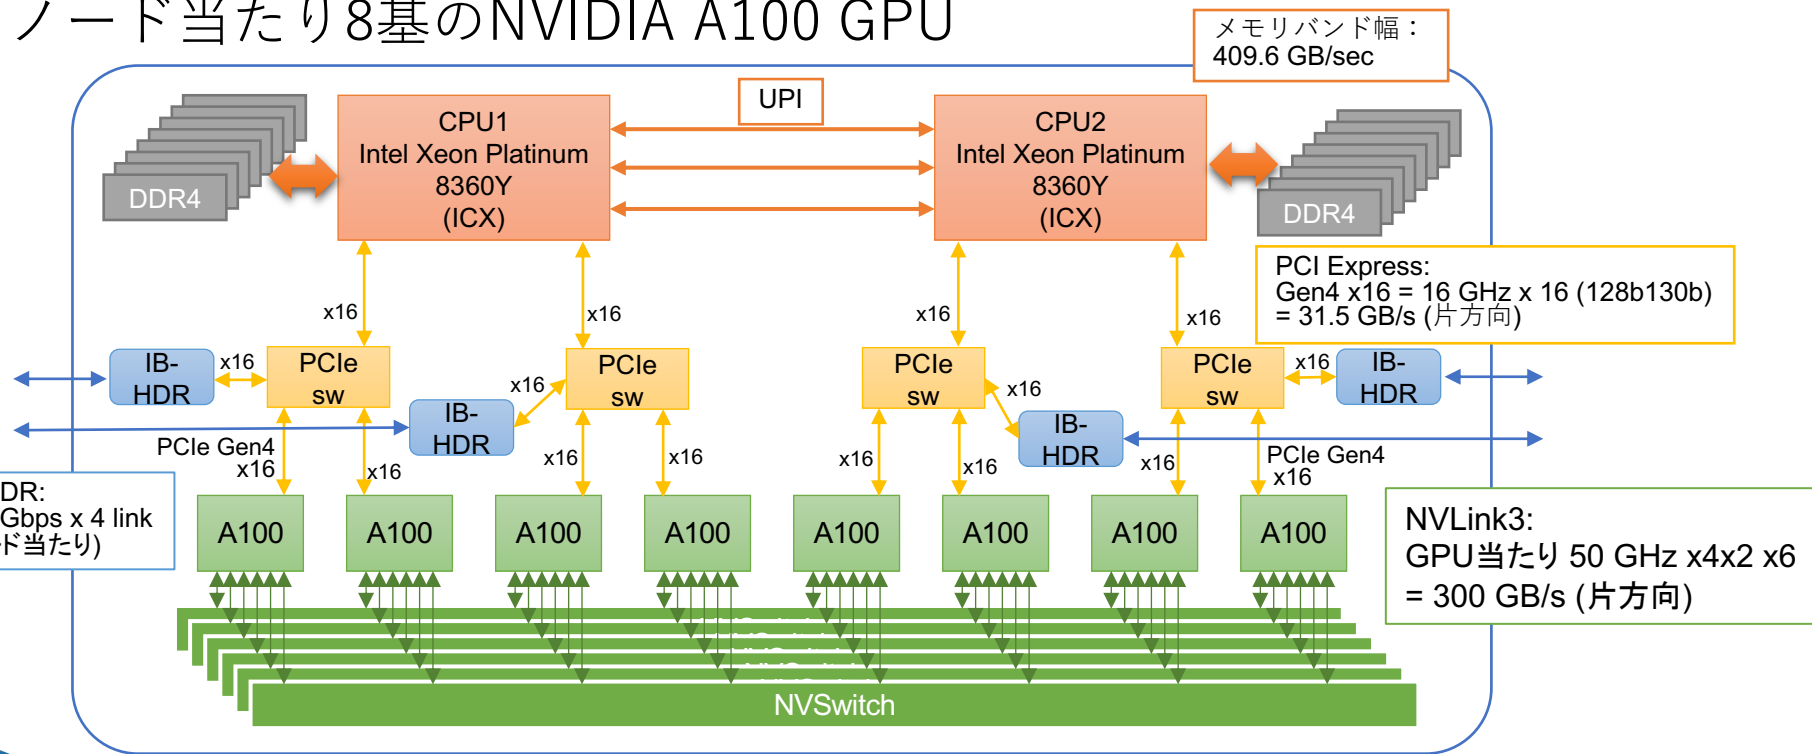 ノード当たり8基のNVIDIA A100 GPU
メモリバンド幅：
409.6 GB/sec
UPI
CPU1
Intel Xeon Platinum
8360Y
(ICX)
CPU2
Intel Xeon Platinum
8360Y
(ICX)
DDR4
DDR4
PCI Express:
Gen4 x16 = 16 GHz x 16 (128b130b)
= 31.5 GB/s (片方向)
x16
x16
x16
x16
IB-
HDR
x16
PCIe
sw
IB-
HDR
x16
PCIe
sw
PCIe
sw
x16
IB-
HDR
PCIe
sw
x16
IB-
HDR
PCIe Gen4
x16
x16
x16
x16
x16
x16
x16
PCIe Gen4
x16
DR:
Gbps x 4 link
ド当たり)
A100
A100
A100
A100
A100
A100
A100
A100
NVLink3:
GPU当たり 50 GHz x4x2 x6
= 300 GB/s (片方向)
NVSwitch